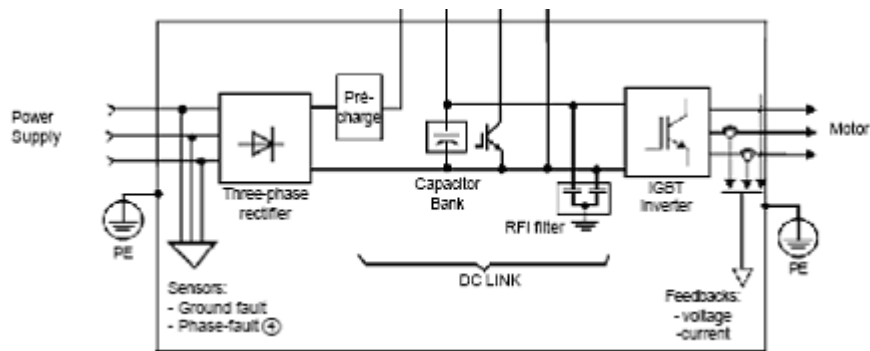 Power
Supply
PE
Three-phase
rectifier
Pré-
charge
Capacitor
Bank
RFI filter
DC LINK
IGBT
Inverter
Motor
PE
Sensors:
- Ground fault
- Phase-fault ④
Feedbacks:
- voltage
-current